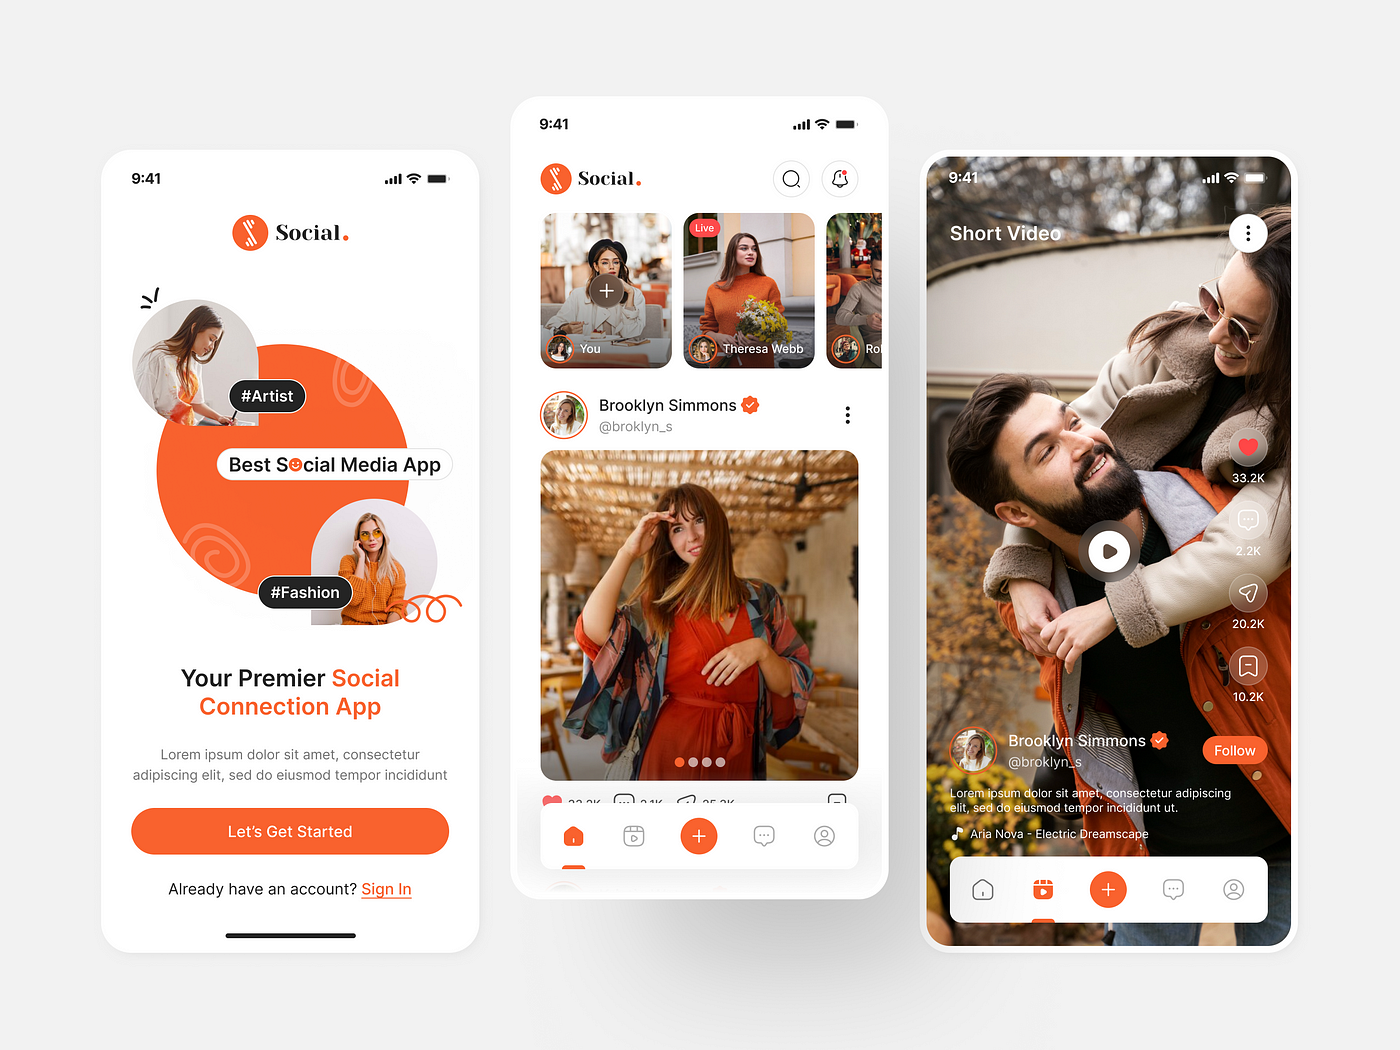 9:41
Social.
#Artist
Best Social Media App
#Fashion
Your Premier Social
Connection App
Lorem ipsum dolor sit amet, consectetur
adipiscing elit, sed do eiusmod tempor incididunt
Let's Get Started
Already have an account? Sign In
9:41
Social.
Live
You
Theresa Webb
Brooklyn Simmons
@broklyn_s
9:41
Short Video
33.2K
2.2K
20.2K
10.2K
Brooklyn Simmons
@broklyn_s
Follow
Lorem ipsum dolor sit amet, consectetur adipiscing
elit, sed do eiusmod tempor incididunt ut.
Aria Nova - Electric Dreamscape